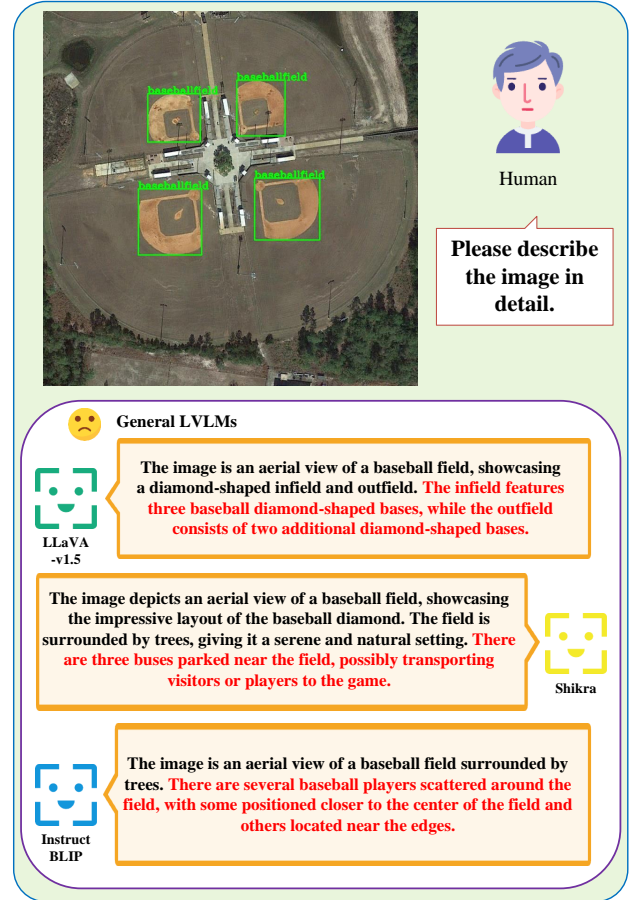 baseballfield
baseballfield
baseballfield
baseballfield
Human
Please describe
the image in
detail.
General LVLMs
The image is an aerial view of a baseball field, showcasing
a diamond-shaped infield and outfield. The infield features
three baseball diamond-shaped bases, while the outfield
consists of two additional diamond-shaped bases.
LLaVA
-v1.5
The image depicts an aerial view of a baseball field, showcasing
the impressive layout of the baseball diamond. The field is
surrounded by trees, giving it a serene and natural setting. There
are three buses parked near the field, possibly transporting
visitors or players to the game.
Shikra
The image is an aerial view of a baseball field surrounded by
trees. There are several baseball players scattered around the
field, with some positioned closer to the center of the field and
others located near the edges.
Instruct
BLIP